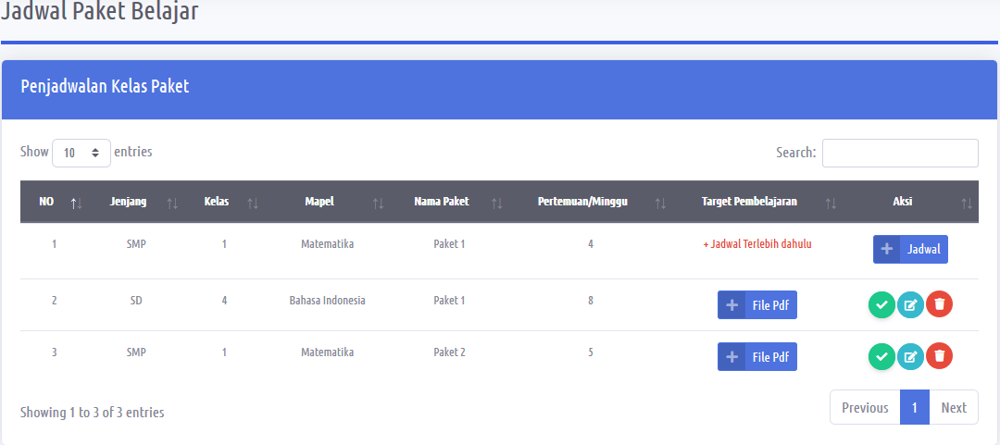 Jadwal Paket Belajar
Penjadwalan Kelas Paket
Show 10 entries
Search:
NO Jenjang Kelas Mapel Nama Paket Pertemuan/Minggu Target Pembelajaran Aksi
1 SMP 1 Matematika Paket 1 4 + Jadwal Terlebih dahulu + Jadwal
2 SD 4 Bahasa Indonesia Paket 1 8 + File Pdf
3 SMP 1 Matematika Paket 2 5 + File Pdf
Showing 1 to 3 of 3 entries
Previous 1 Next